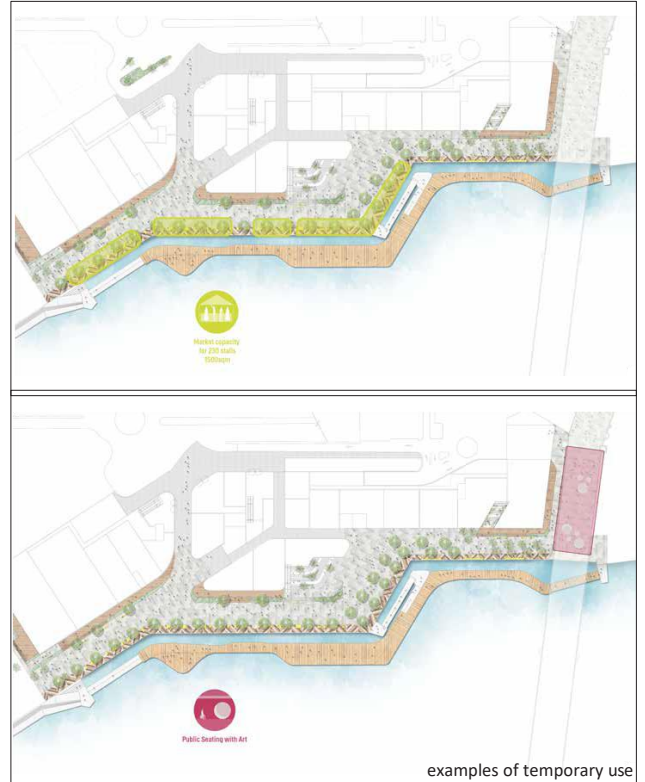 Market capacity
for 230 stalls
1500sqm
Public Seating with Art
examples of temporary use